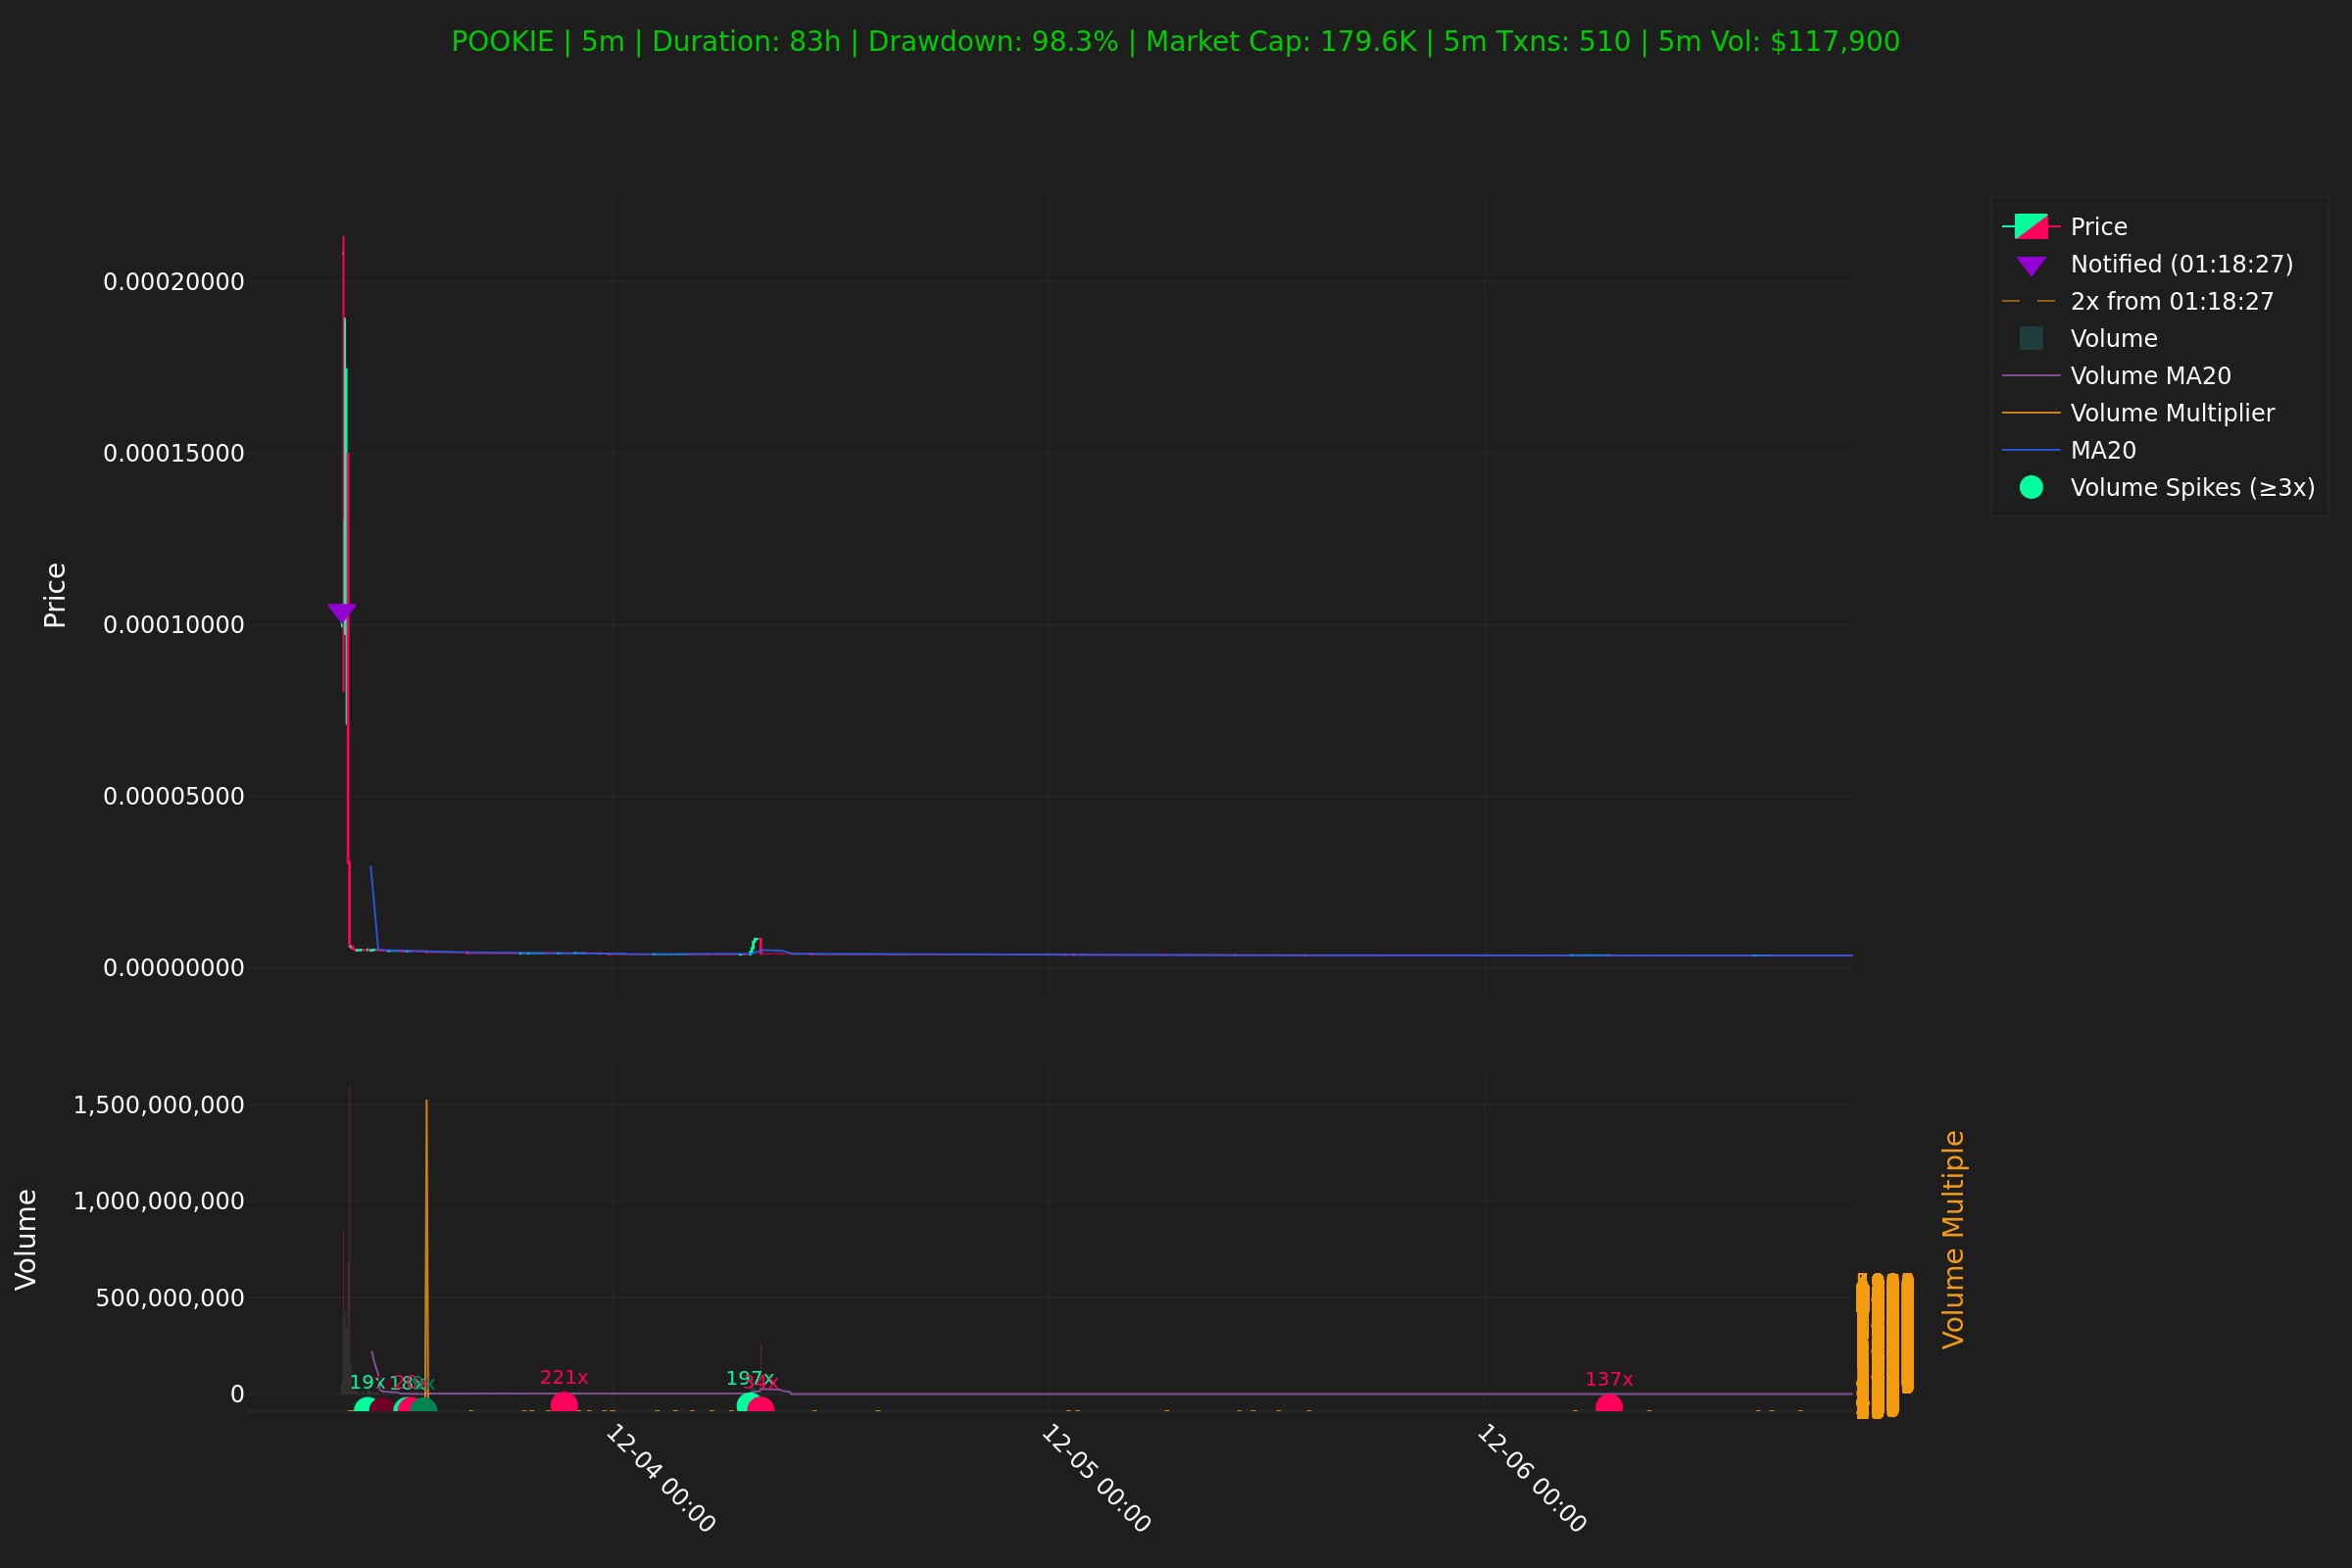 POOKIE | 5m | Duration: 83h | Drawdown: 98.3% | Market Cap: 179.6K | 5m Txns: 510 | 5m Vol: $117,900
Price
0.00020000
0.00015000
0.00010000
0.00005000
0.00000000
Price
Notified (01:18:27)
2x from 01:18:27
Volume
Volume MA20
Volume Multiplier
MA20
Volume Spikes (≥3x)
Volume
1,500,000,000
1,000,000,000
500,000,000
0
19x
18x
221x
197x
34x
137x
Volume Multiple
12-04 00:00
12-05 00:00
12-06 00:00